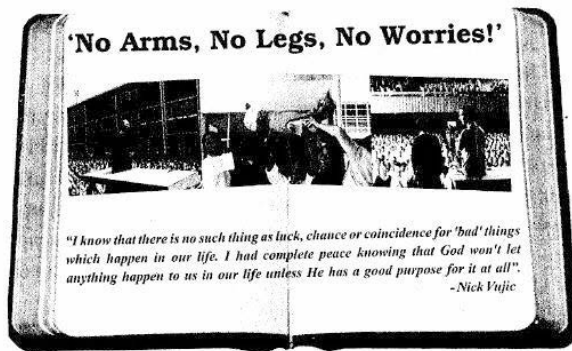 'No Arms, No Legs, No Worries!'
"I know that there is no such thing as luck, chance or coincidence for 'bad' things
which happen in our life. I had complete peace knowing that God won't let
anything happen to us in our life unless He has a good purpose for it at all".
- Nick Vujic